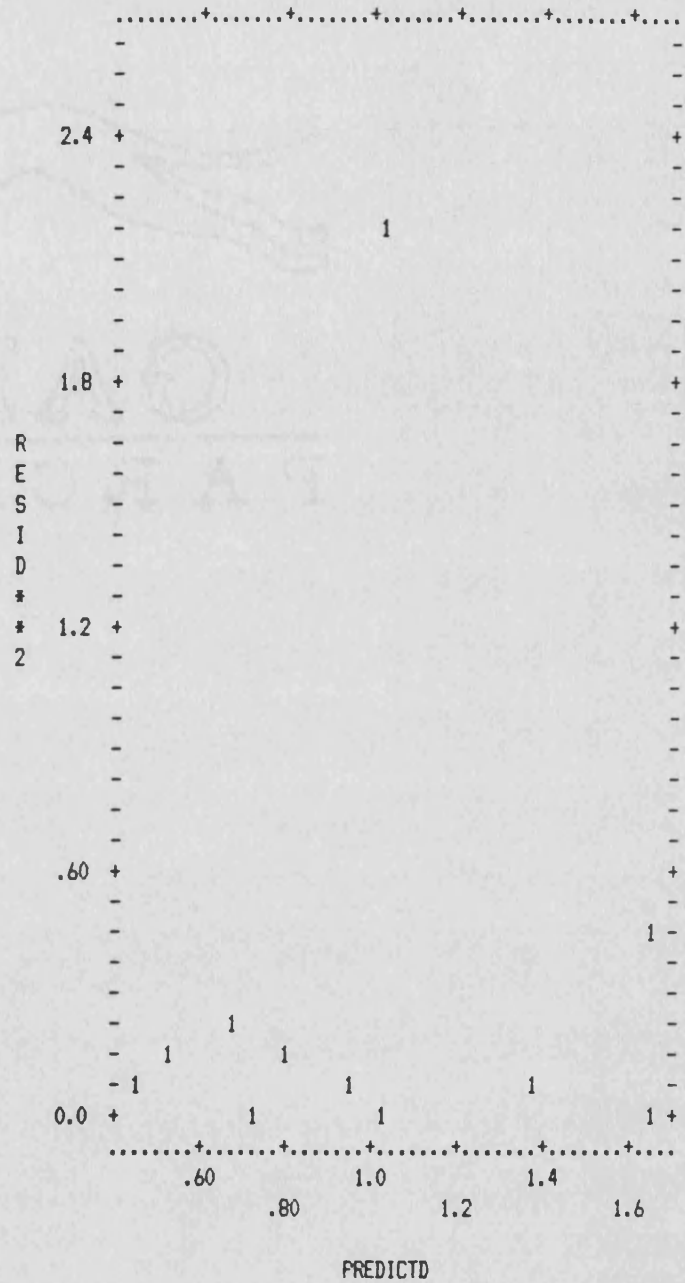 ....................+.........+.........+.........+.........+.........+.....
-
-
-
2.4 +
-
-
- 1 -
-
-
-
-
1.8 +
-
R -
E -
S -
I -
D -
* -
* 1.2 +
2 -
-
-
-
-
-
-
.60 +
-
- 1 -
-
-
- 1 -
- 1 1 -
- 1 1 1 -
0.0 + 1 1 1 +
..........+.........+.........+.........+.........+.........+.....
.60 1.0 1.4
.80 1.2 1.6
PREDICTD